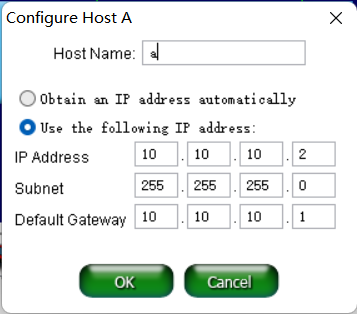 Configure Host A
Host Name: a
Obtain an IP address automatically
Use the following IP address:
IP Address 10 . 10 . 10 . 2
Subnet 255 . 255 . 255 . 0
Default Gateway 10 . 10 . 10 . 1
OK Cancel